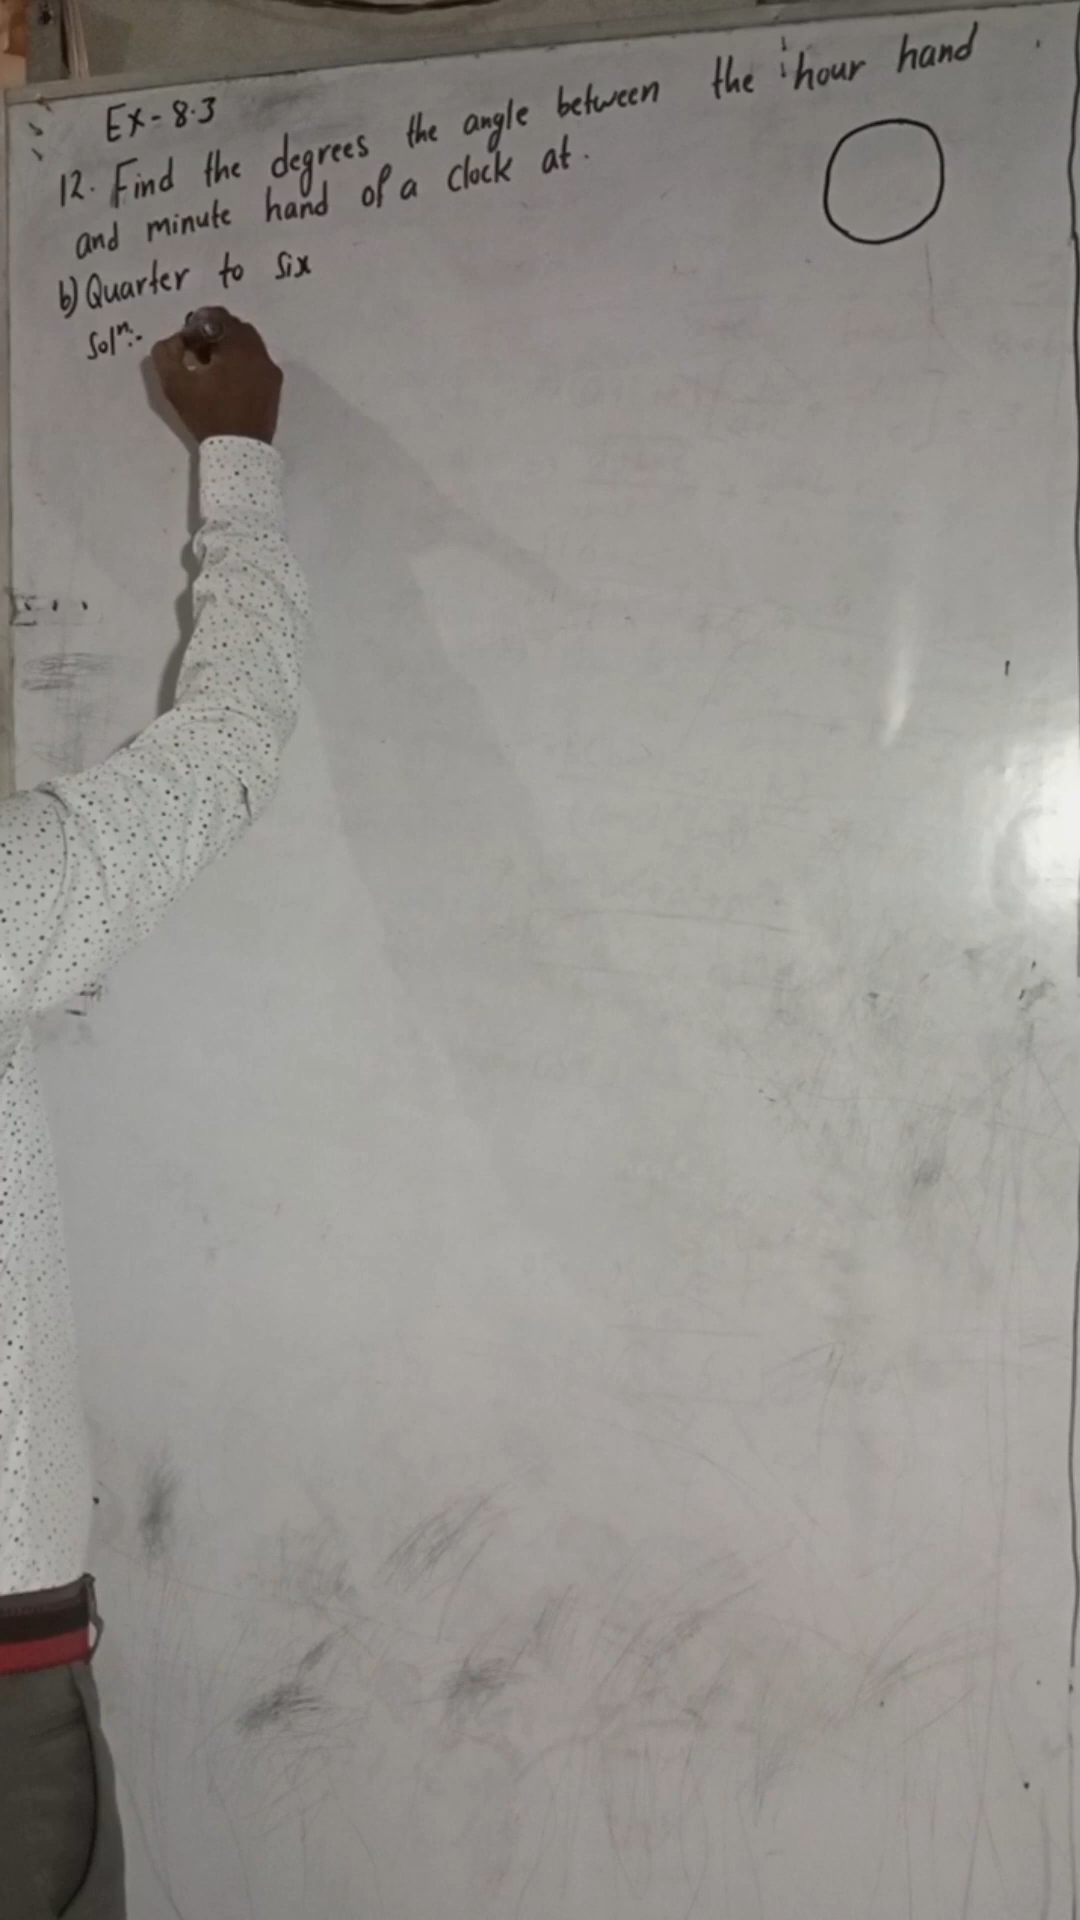 Ex-8.3
12. Find the degrees the angle between the hour hand
and minute hand of a clock at.
b) Quarter to six
Solⁿ:-